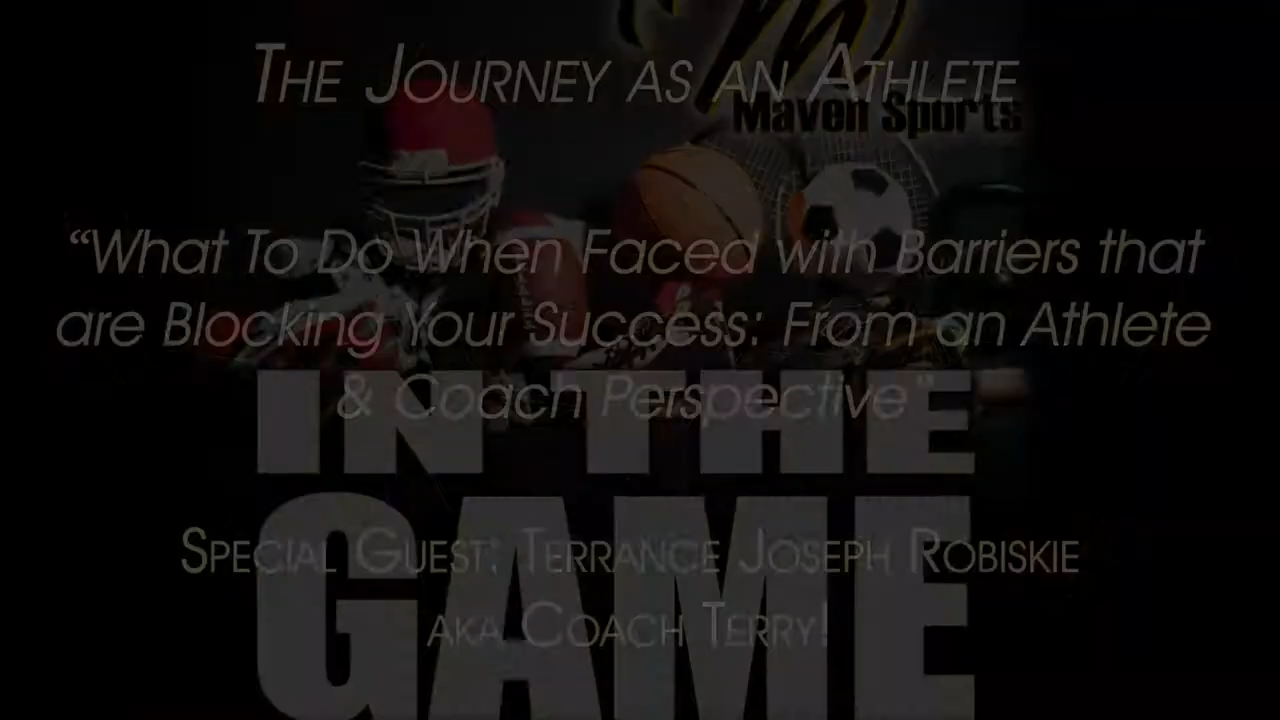 The Journey as an Athlete
Maven Sports
“What To Do When Faced with Barriers that
are Blocking Your Success: From an Athlete
& Coach Perspective”
IN THE
GAME
Special Guest: Terrance Joseph Robiskie
aka Coach Terry!